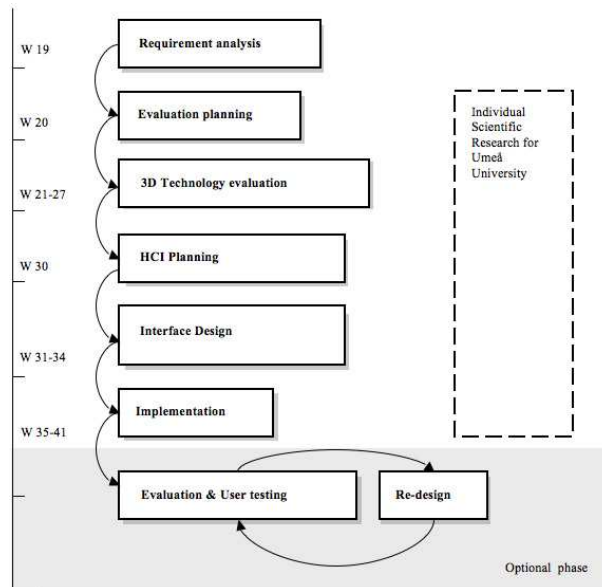 W 19
Requirement analysis
W 20
Evaluation planning
Individual
Scientific
Research for
Umeå
University
W 21-27
3D Technology evaluation
W 30
HCI Planning
W 31-34
Interface Design
W 35-41
Implementation
Evaluation & User testing
Re-design
Optional phase